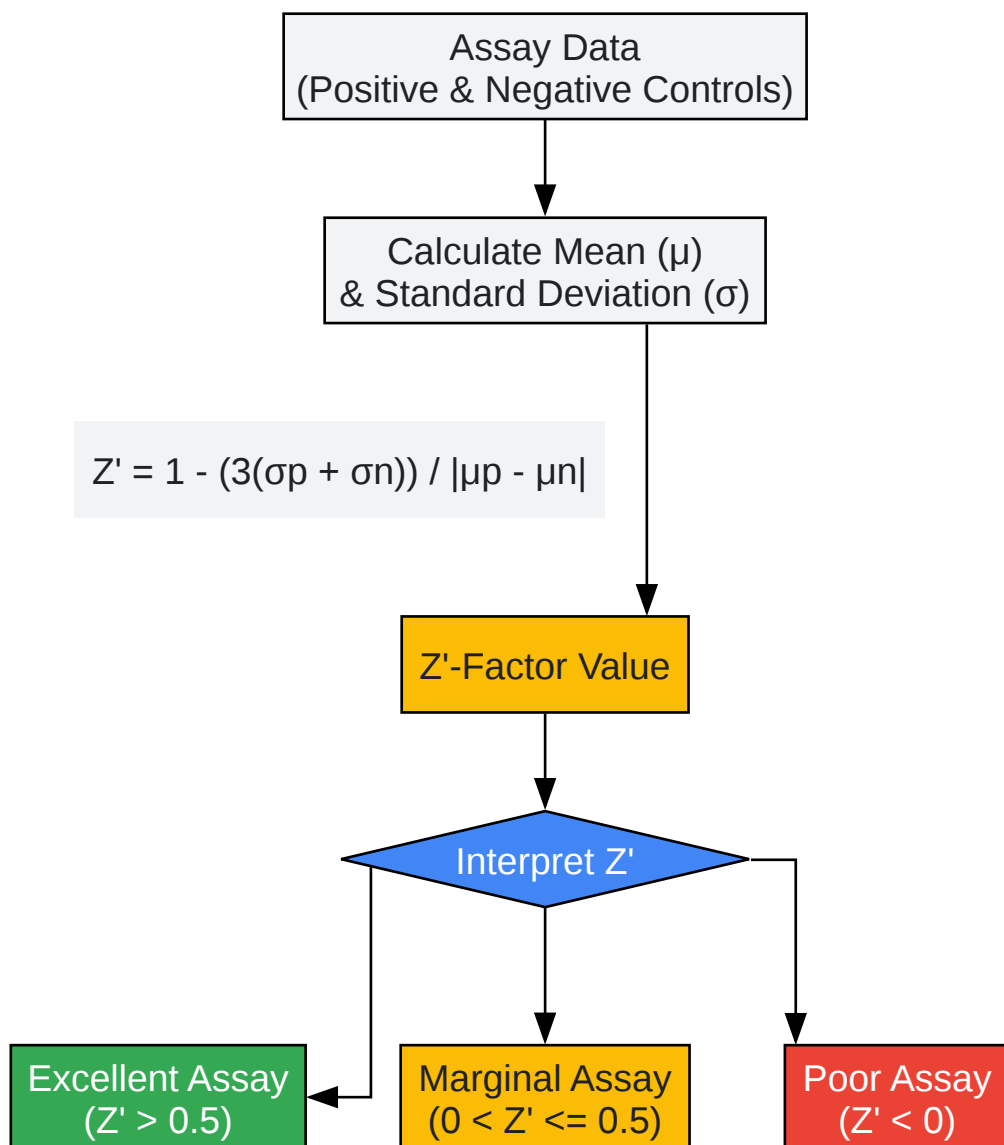 Assay Data
(Positive & Negative Controls)
Calculate Mean (μ)
& Standard Deviation (σ)
Z' = 1 - (3(σp + σn)) / |μp - μn|
Z'-Factor Value
Interpret Z'
Excellent Assay
(Z' > 0.5)
Marginal Assay
(0 < Z' <= 0.5)
Poor Assay
(Z' < 0)